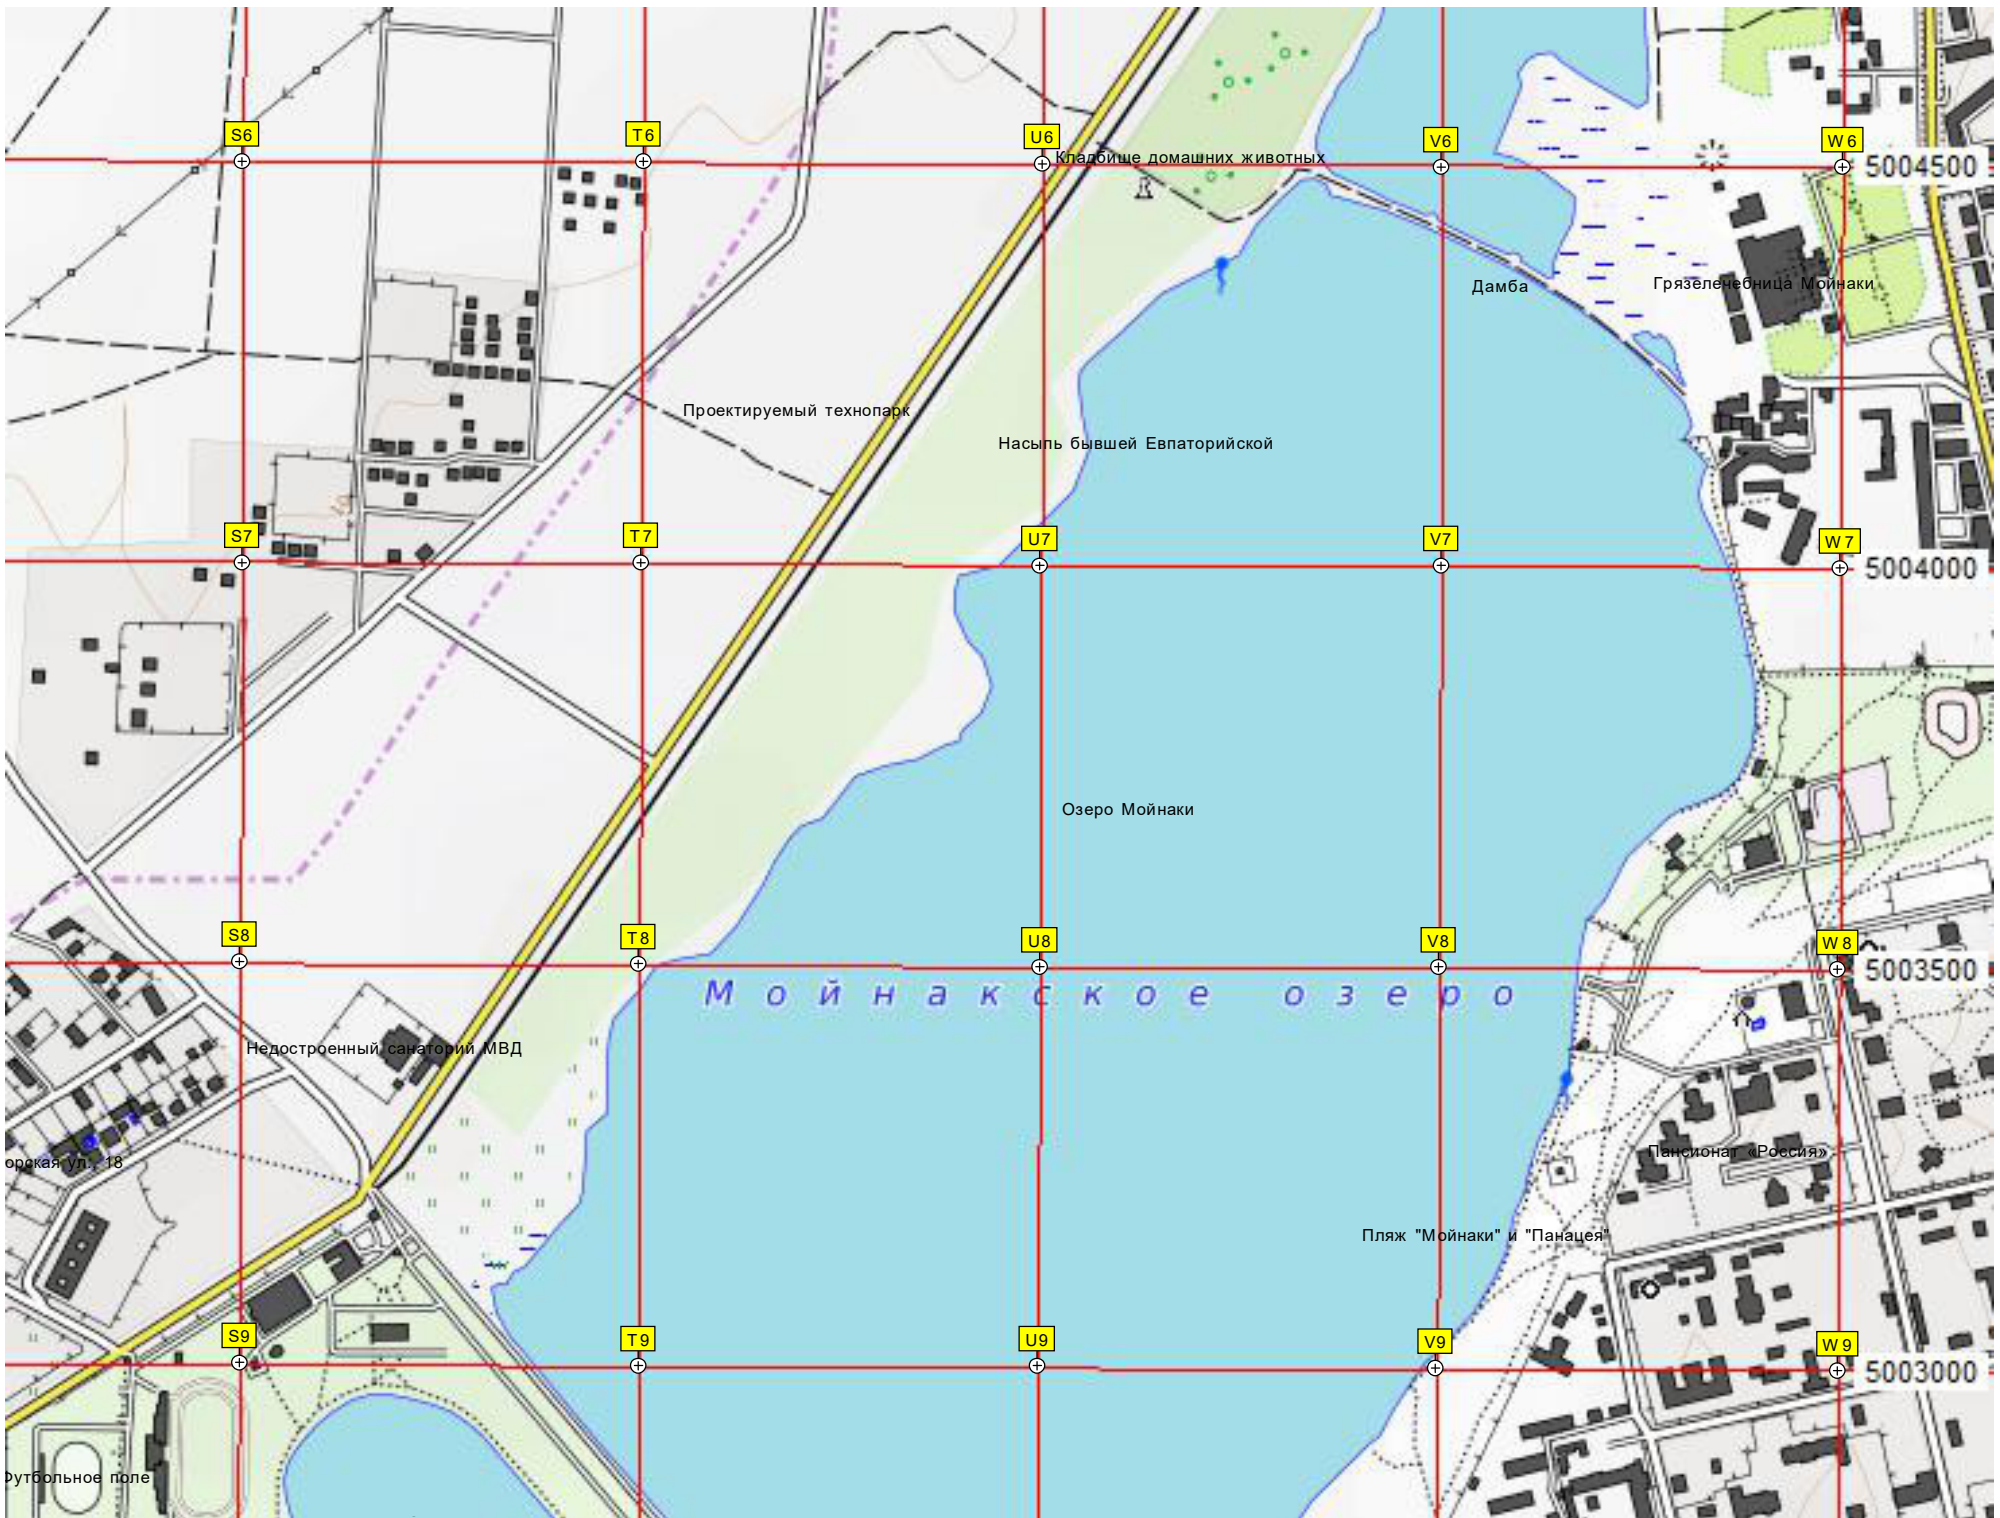 S6
T6
U6
V6
W6
Кладбище домашних животных
5004500
Дамба
Грязелечебница Мойнаки
Проектируемый технопарк
Насыпь бывшей Евпаторийской
S7
T7
U7
V7
W7
5004000
Озеро Мойнаки
S8
T8
U8
V8
W8
5003500
Мойнакское озеро
Недостроенный санаторий МВД
орская ул., 18
Пансионат «Россия»
Пляж "Мойнаки" и "Панацея"
S9
T9
U9
V9
W9
5003000
Футбольное поле